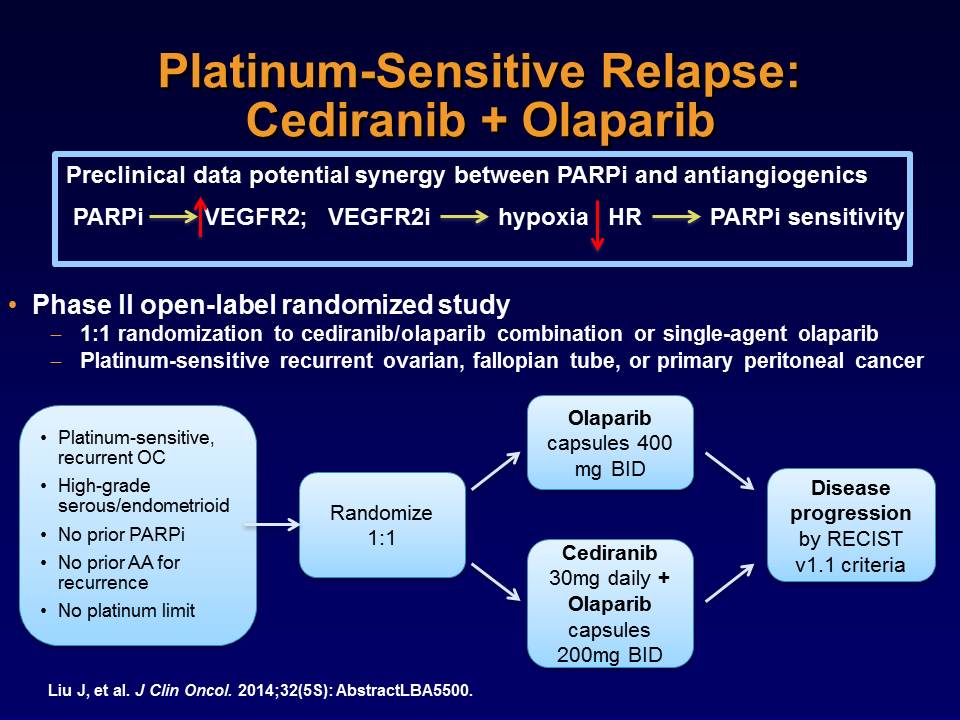 Platinum-Sensitive Relapse:
Cediranib + Olaparib
Preclinical data potential synergy between PARPi and antiangiogenics
PARPi VEGFR2; VEGFR2i hypoxia HR PARPi sensitivity
• Phase II open-label randomized study
– 1:1 randomization to cediranib/olaparib combination or single-agent olaparib
– Platinum-sensitive recurrent ovarian, fallopian tube, or primary peritoneal cancer
• Platinum-sensitive,
recurrent OC
• High-grade
serous/endometrioid
• No prior PARPi
• No prior AA for
recurrence
• No platinum limit
Randomize
1:1
Olaparib
capsules 400
mg BID
Cediranib
30mg daily +
Olaparib
capsules
200mg BID
Disease
progression
by RECIST
v1.1 criteria
Liu J, et al. J Clin Oncol. 2014;32(5S): AbstractLBA5500.